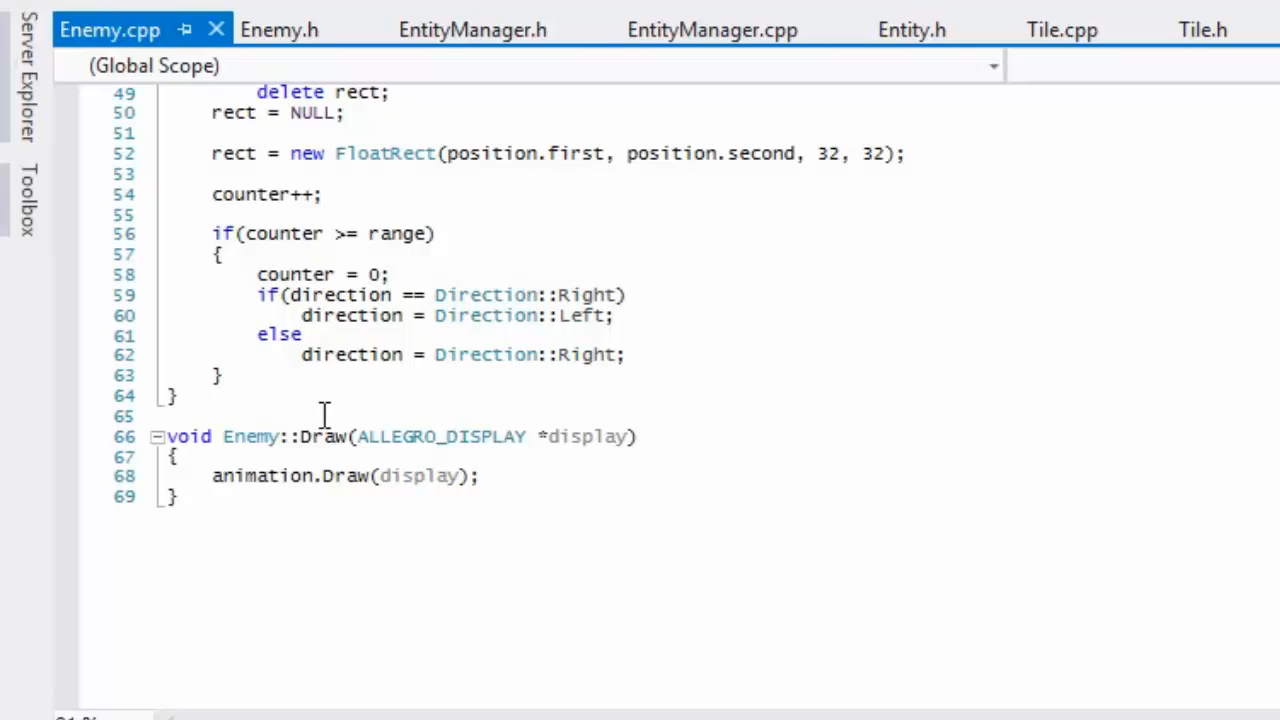 Enemy.cpp Enemy.h EntityManager.h EntityManager.cpp Entity.h Tile.cpp Tile.h
Server Explorer
Toolbox
(Global Scope)
49 delete rect;
50 rect = NULL;
51
52 rect = new FloatRect(position.first, position.second, 32, 32);
53
54 counter++;
55
56 if(counter >= range)
57 {
58 counter = 0;
59 if(direction == Direction::Right)
60 direction = Direction::Left;
61 else
62 direction = Direction::Right;
63 }
64 }
65
66 void Enemy::Draw(ALLEGRO_DISPLAY *display)
67 {
68 animation.Draw(display);
69 }